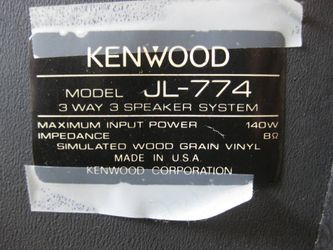 KENWOOD
MODEL JL-774
3 WAY 3 SPEAKER SYSTEM
MAXIMUM INPUT POWER 140W
IMPEDANCE 8Ω
SIMULATED WOOD GRAIN VINYL
MADE IN U.S.A
KENWOOD CORPORATION